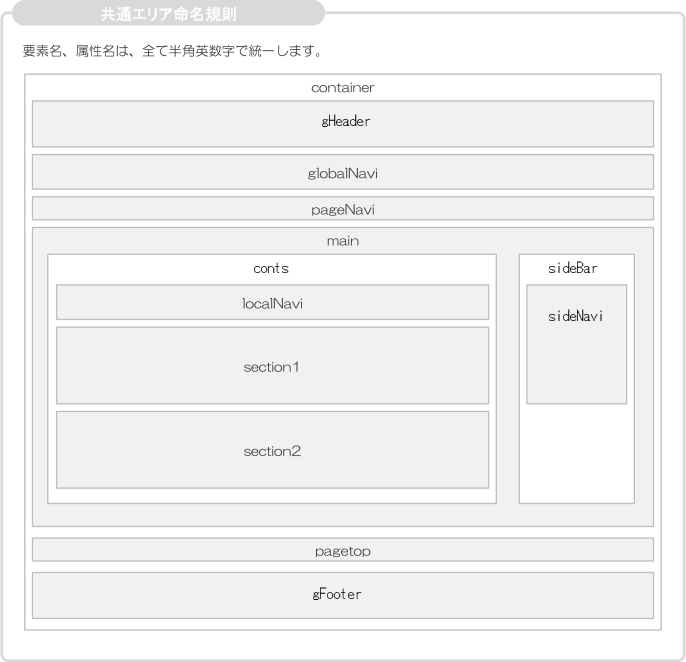 共通エリア命名規則
要素名、属性名は、全て半角英数字で統一します。
container
gHeader
globalNavi
pageNavi
main
conts
localNavi
section1
section2
sideBar
sideNavi
pagetop
gFooter